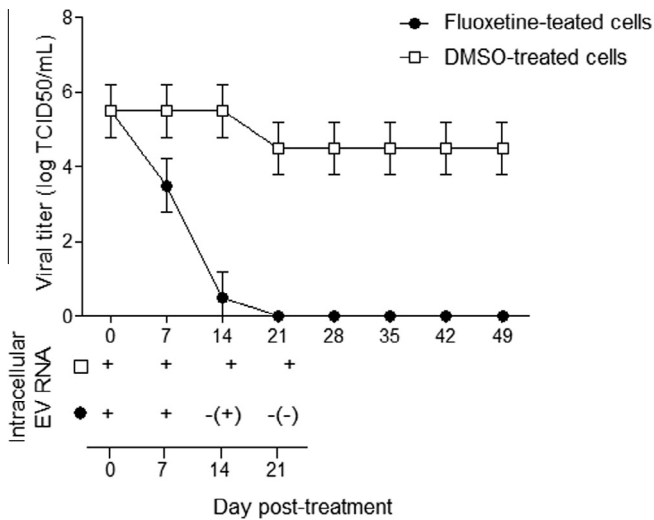 8
Fluoxetine-teated cells
DMSO-treated cells
6
4
2
0
Viral titer (log TCID50/mL)
0 7 14 21 28 35 42 49
Intracellular
EV RNA
+ + + +
+ + -(+) -(-)
0 7 14 21
Day post-treatment